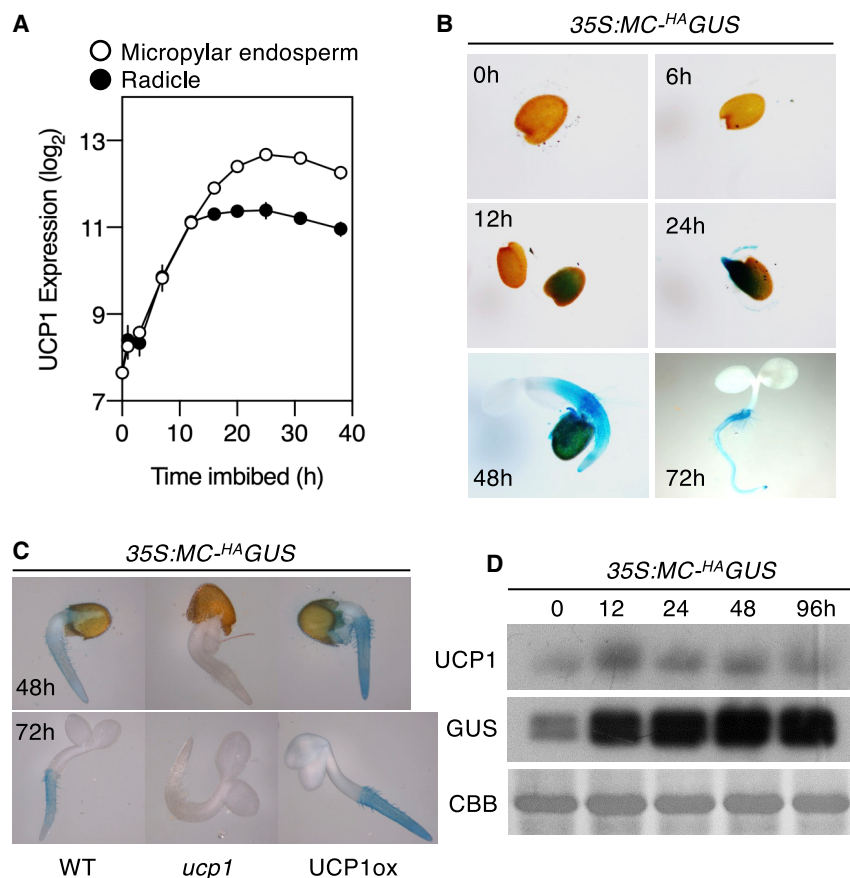 A
Micropylar endosperm
Radicle
UCP1 Expression (log2)
13
11
9
7
0 10 20 30 40
Time imbibed (h)
B
35S:MC-HAGUS
0h 6h
12h 24h
48h 72h
C
35S:MC-HAGUS
48h
72h
WT ucp1 UCP1ox
D
35S:MC-HAGUS
0 12 24 48 96h
UCP1
GUS
CBB